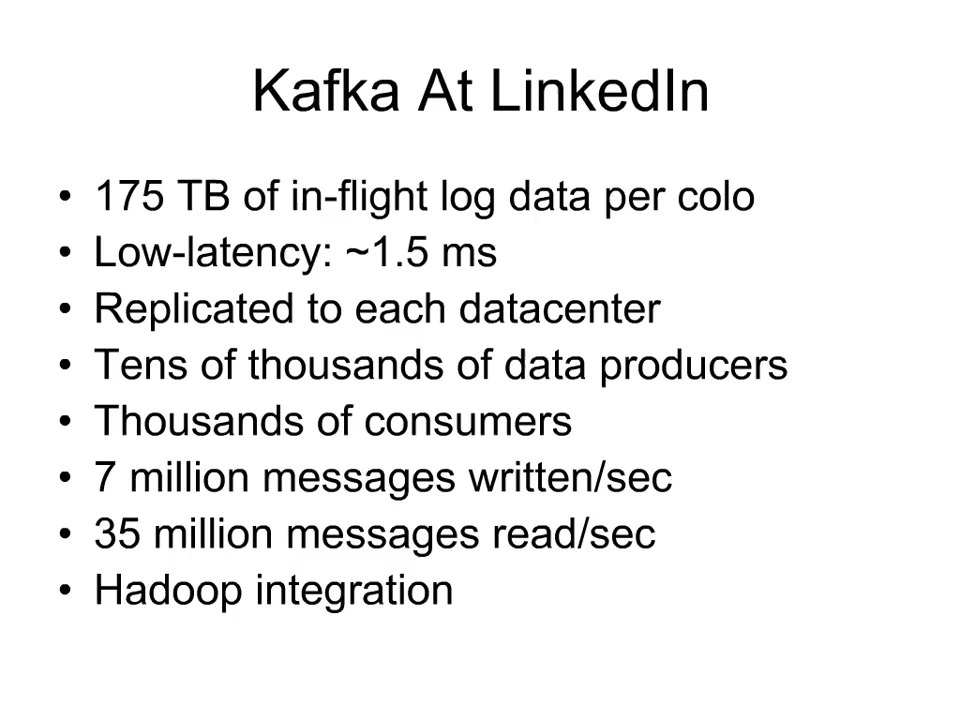 Kafka At LinkedIn
• 175 TB of in-flight log data per colo
• Low-latency: ~1.5 ms
• Replicated to each datacenter
• Tens of thousands of data producers
• Thousands of consumers
• 7 million messages written/sec
• 35 million messages read/sec
• Hadoop integration